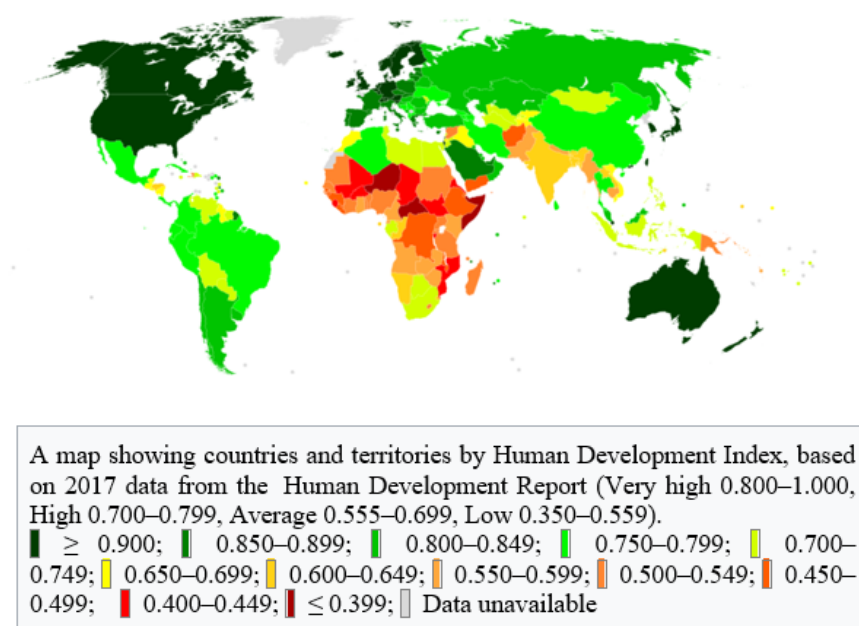 A map showing countries and territories by Human Development Index, based
on 2017 data from the Human Development Report (Very high 0.800–1.000,
High 0.700–0.799, Average 0.555–0.699, Low 0.350–0.559).
≥ 0.900; 0.850–0.899; 0.800–0.849; 0.750–0.799; 0.700–
0.749; 0.650–0.699; 0.600–0.649; 0.550–0.599; 0.500–0.549; 0.450–
0.499; 0.400–0.449; ≤ 0.399; Data unavailable